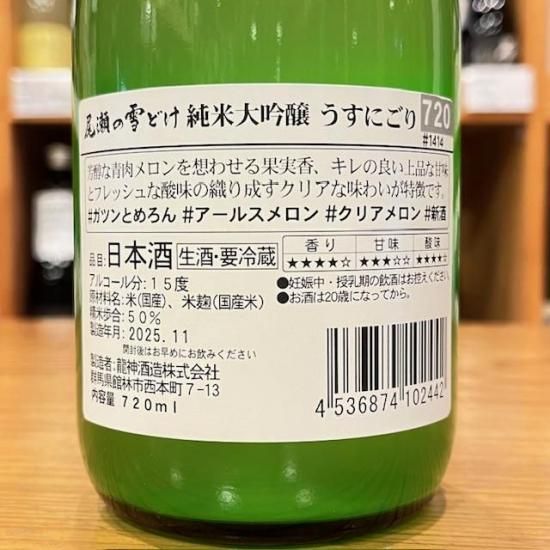 尾瀬の雪どけ 純米大吟醸 うすにごり 720
#1414
芳醇な青肉メロンを想わせる果実香、キレの良い上品な甘味
とフレッシュな酸味の織り成すクリアな味わいが特徴です。
#ガツンとめろん #アールスメロン #クリアメロン #新酒
品目:日本酒 生酒・要冷蔵
香り 甘味 酸味
★★★★☆ ★★★☆☆ ★★★★☆
アルコール分:15度
原材料名:米(国産)、米麹(国産米)
精米歩合:50%
製造年月:2025.11
開封後はお早めにお飲みください
製造者:龍神酒造株式会社
群馬県館林市西本町7-13
内容量 720ml
●妊娠中・授乳期の飲酒はお控えください。
●お酒は20歳になってから。
4 536874 102442